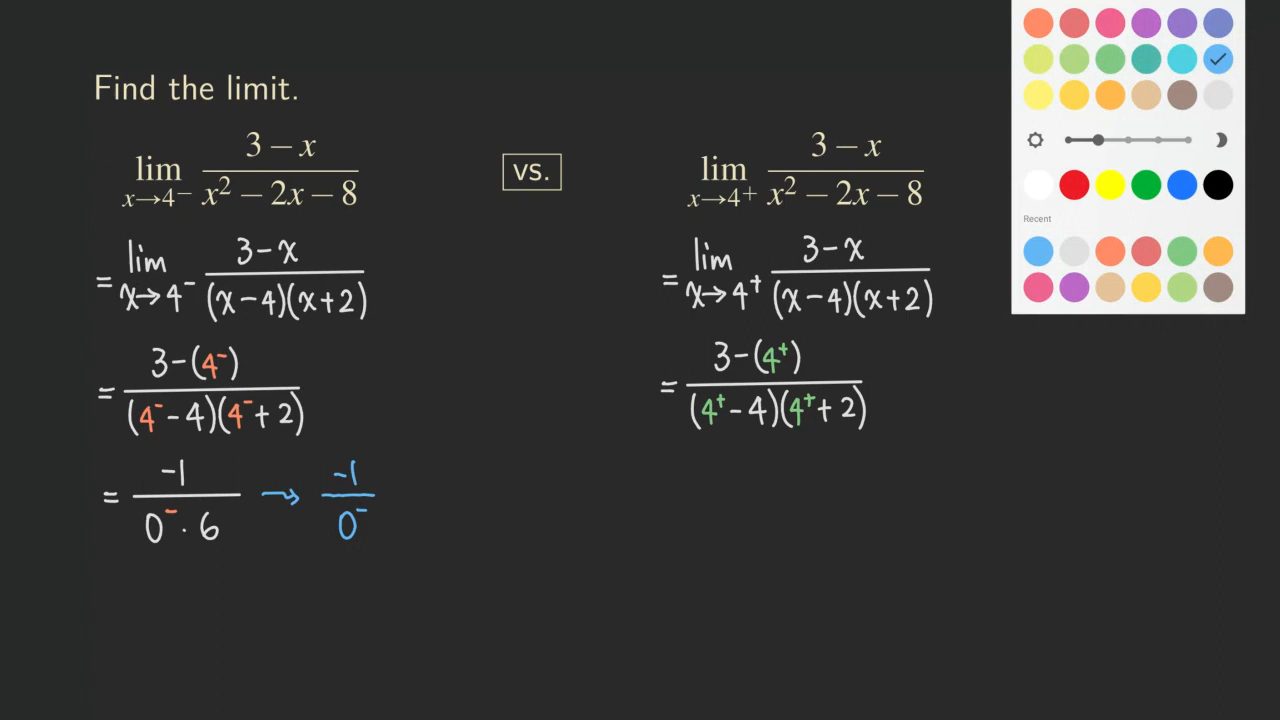 Find the limit.
lim x→4⁻ (3 − x)/(x² − 2x − 8)
vs.
lim x→4⁺ (3 − x)/(x² − 2x − 8)
= lim x→4⁻ (3 − x)/((x − 4)(x + 2))
= lim x→4⁺ (3 − x)/((x − 4)(x + 2))
= (3 − (4⁻))/((4⁻ − 4)(4⁻ + 2))
= (3 − (4⁺))/((4⁺ − 4)(4⁺ + 2))
= −1/(0⁻ · 6) → −1/0⁻
Recent